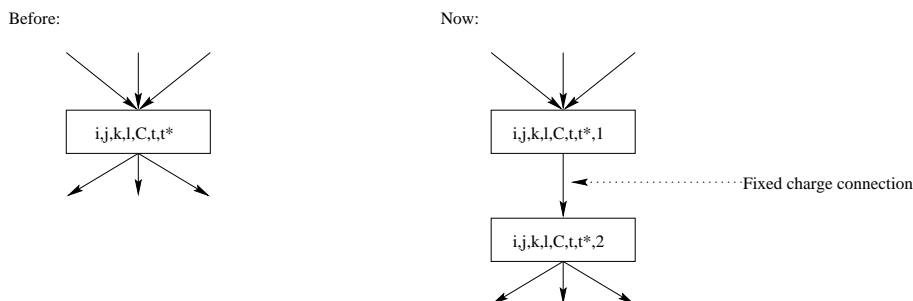 Before:
Now:
i,j,k,l,C,t,t*
i,j,k,l,C,t,t*,1
Fixed charge connection
i,j,k,l,C,t,t*,2